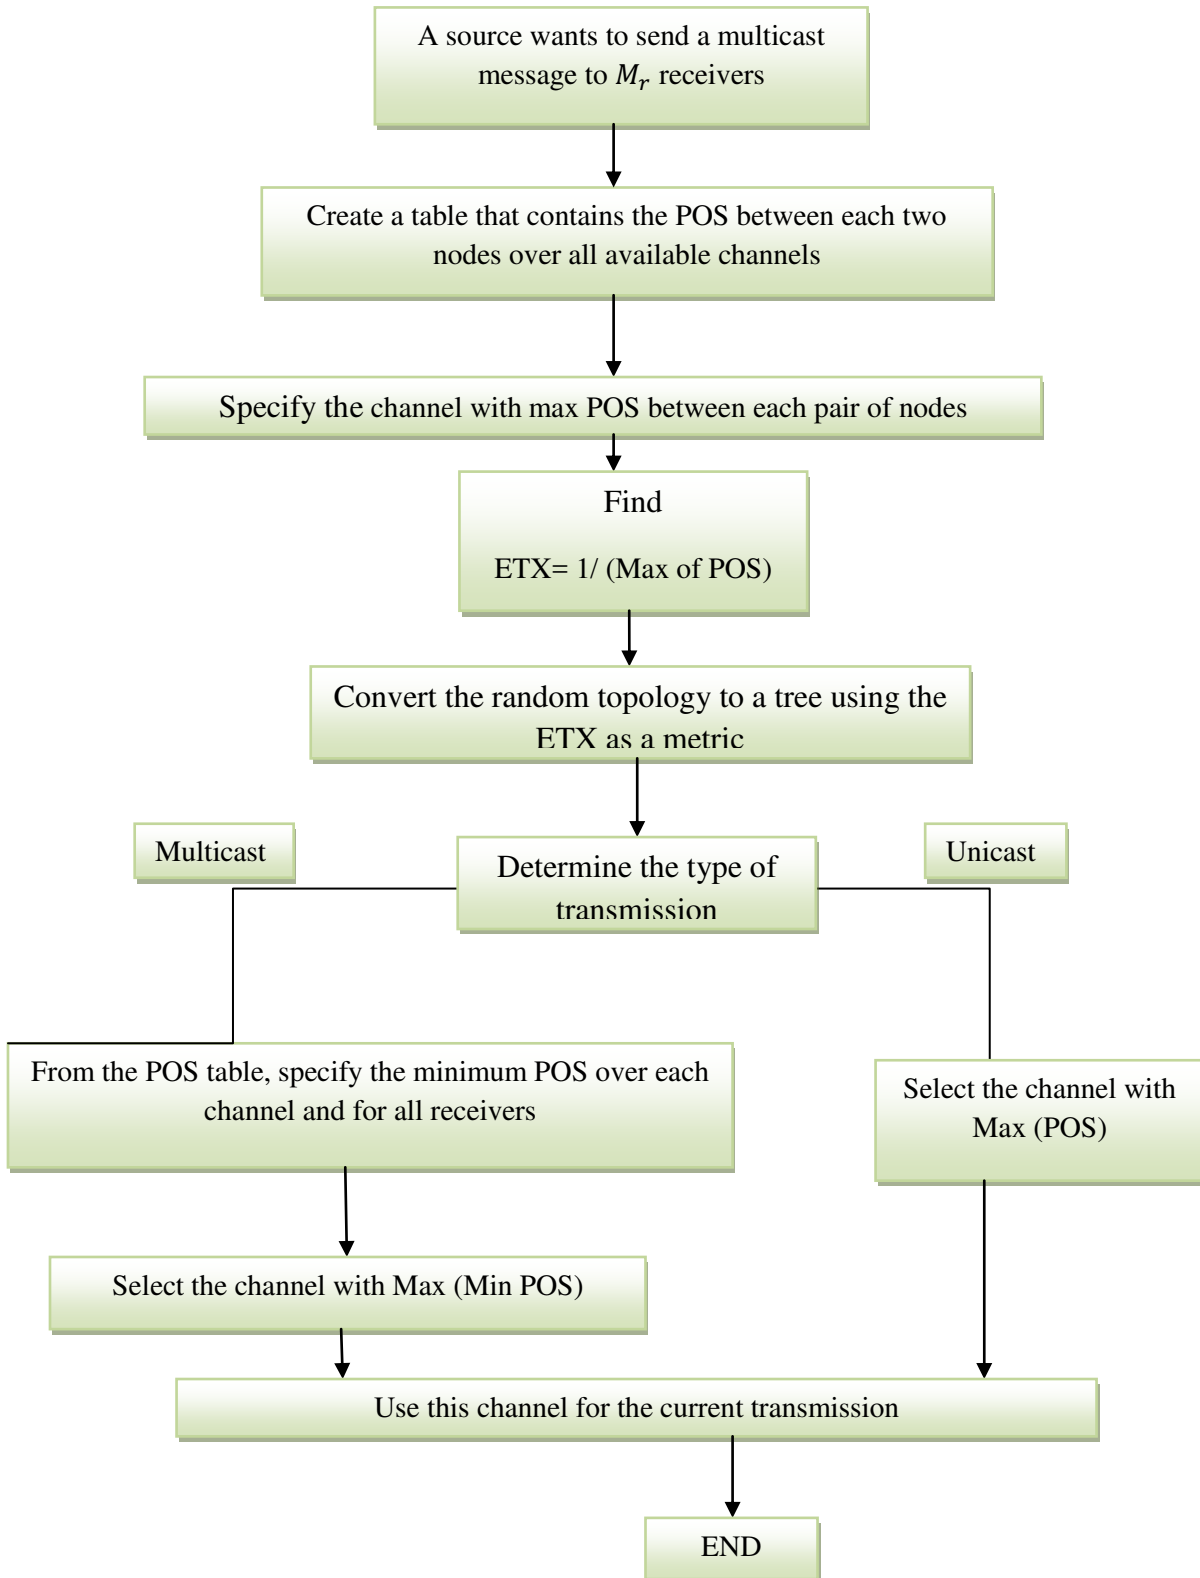 A source wants to send a multicast
message to M_r receivers
Create a table that contains the POS between each two
nodes over all available channels
Specify the channel with max POS between each pair of nodes
Find
ETX= 1/ (Max of POS)
Convert the random topology to a tree using the
ETX as a metric
Multicast
Determine the type of
transmission
Unicast
From the POS table, specify the minimum POS over each
channel and for all receivers
Select the channel with
Max (POS)
Select the channel with Max (Min POS)
Use this channel for the current transmission
END